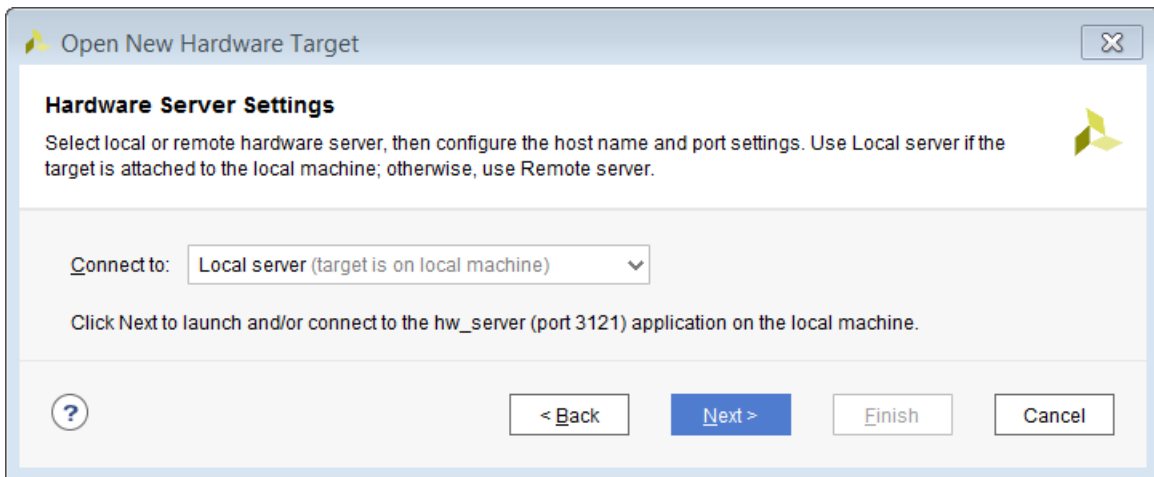 Open New Hardware Target
Hardware Server Settings
Select local or remote hardware server, then configure the host name and port settings. Use Local server if the
target is attached to the local machine; otherwise, use Remote server.
Connect to: Local server (target is on local machine)
Click Next to launch and/or connect to the hw_server (port 3121) application on the local machine.
? < Back Next > Finish Cancel